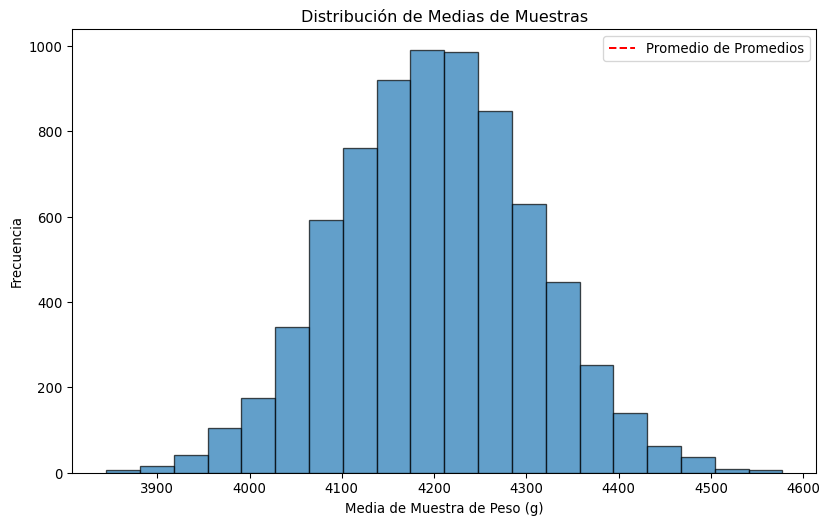 Distribución de Medias de Muestras
Promedio de Promedios
1000
800
600
400
200
0
Frecuencia
3900 4000 4100 4200 4300 4400 4500 4600
Media de Muestra de Peso (g)